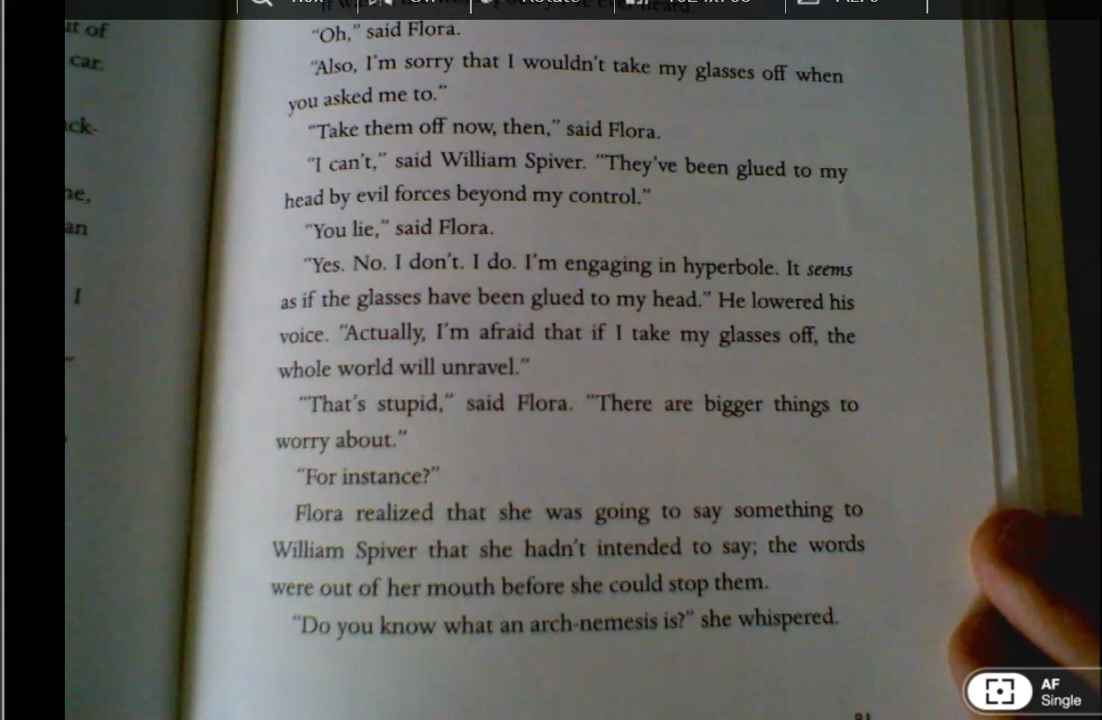 ut of
car.
ck-
ne,
an
I
"Oh," said Flora.
"Also, I'm sorry that I wouldn't take my glasses off when
you asked me to."
"Take them off now, then," said Flora.
"I can't," said William Spiver. "They've been glued to my
head by evil forces beyond my control."
"You lie," said Flora.
"Yes. No. I don't. I do. I'm engaging in hyperbole. It seems
as if the glasses have been glued to my head." He lowered his
voice. "Actually, I'm afraid that if I take my glasses off, the
whole world will unravel."
"That's stupid," said Flora. "There are bigger things to
worry about."
"For instance?"
Flora realized that she was going to say something to
William Spiver that she hadn't intended to say; the words
were out of her mouth before she could stop them.
"Do you know what an arch-nemesis is?" she whispered.
AF
Single